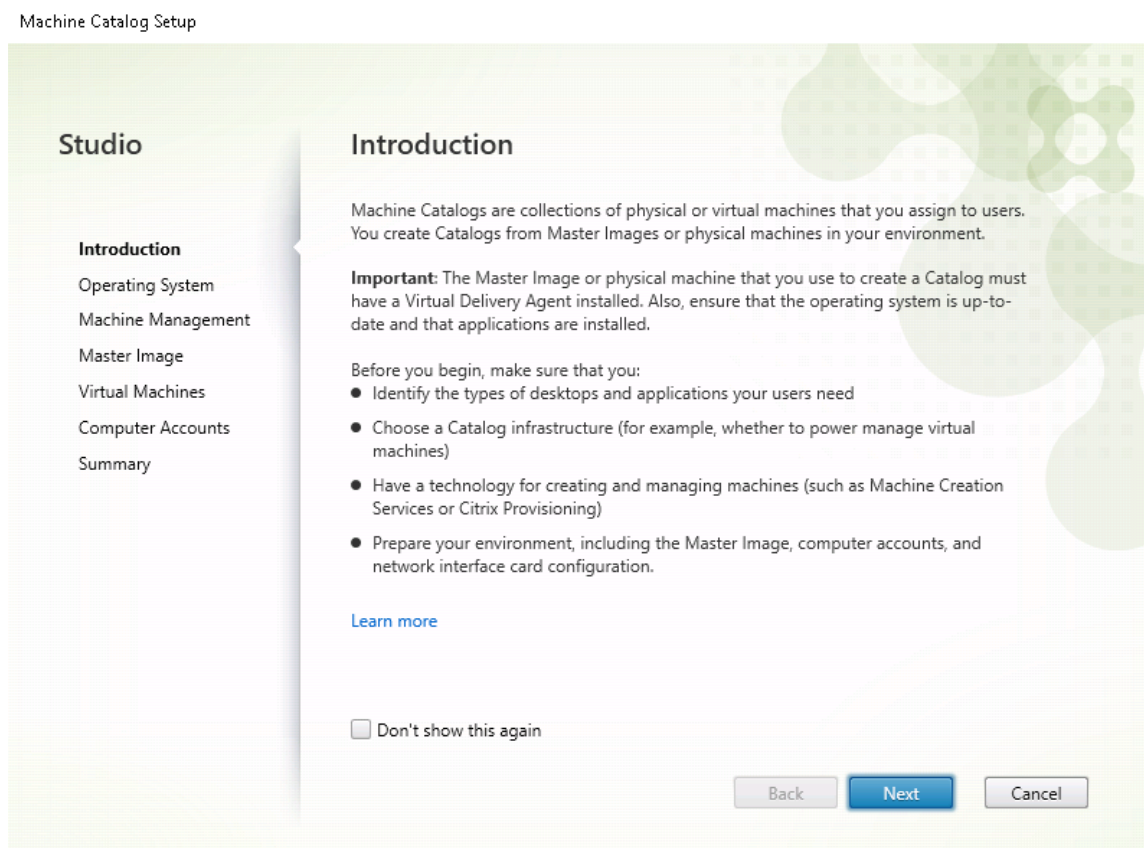 Machine Catalog Setup
Studio
Introduction
Operating System
Machine Management
Master Image
Virtual Machines
Computer Accounts
Summary
Introduction
Machine Catalogs are collections of physical or virtual machines that you assign to users.
You create Catalogs from Master Images or physical machines in your environment.
Important: The Master Image or physical machine that you use to create a Catalog must
have a Virtual Delivery Agent installed. Also, ensure that the operating system is up-to-
date and that applications are installed.
Before you begin, make sure that you:
● Identify the types of desktops and applications your users need
● Choose a Catalog infrastructure (for example, whether to power manage virtual
machines)
● Have a technology for creating and managing machines (such as Machine Creation
Services or Citrix Provisioning)
● Prepare your environment, including the Master Image, computer accounts, and
network interface card configuration.
Learn more
Don't show this again
Back Next Cancel